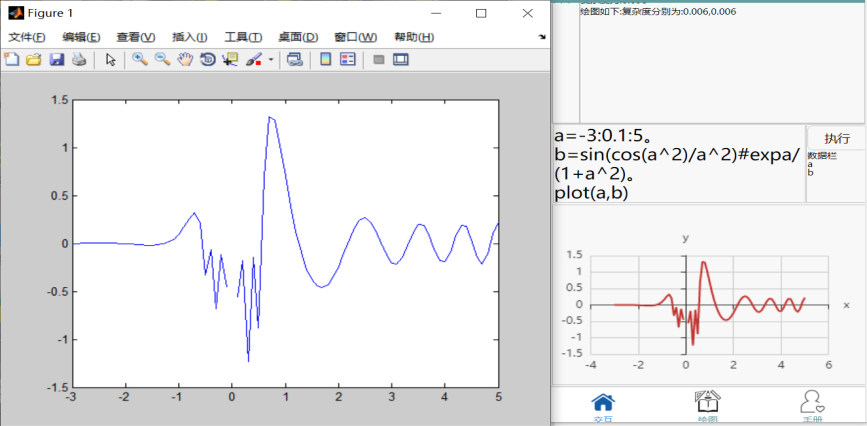 Figure 1
文件(F) 编辑(E) 查看(V) 插入(I) 工具(T) 桌面(D) 窗口(W) 帮助(H)
1.5
1
0.5
0
-0.5
-1
-1.5
-3 -2 -1 0 1 2 3 4 5
绘图如下:复杂度分别为:0.006,0.006
a=-3:0.1:5。
b=sin(cos(a^2)/a^2)#expa/
(1+a^2)。
plot(a,b)
执行
数据栏
a
b
y
1.5
1
0.5
0
-0.5
-1
-1.5
x
-4 -2 0 2 4 6
交互 绘图 手册